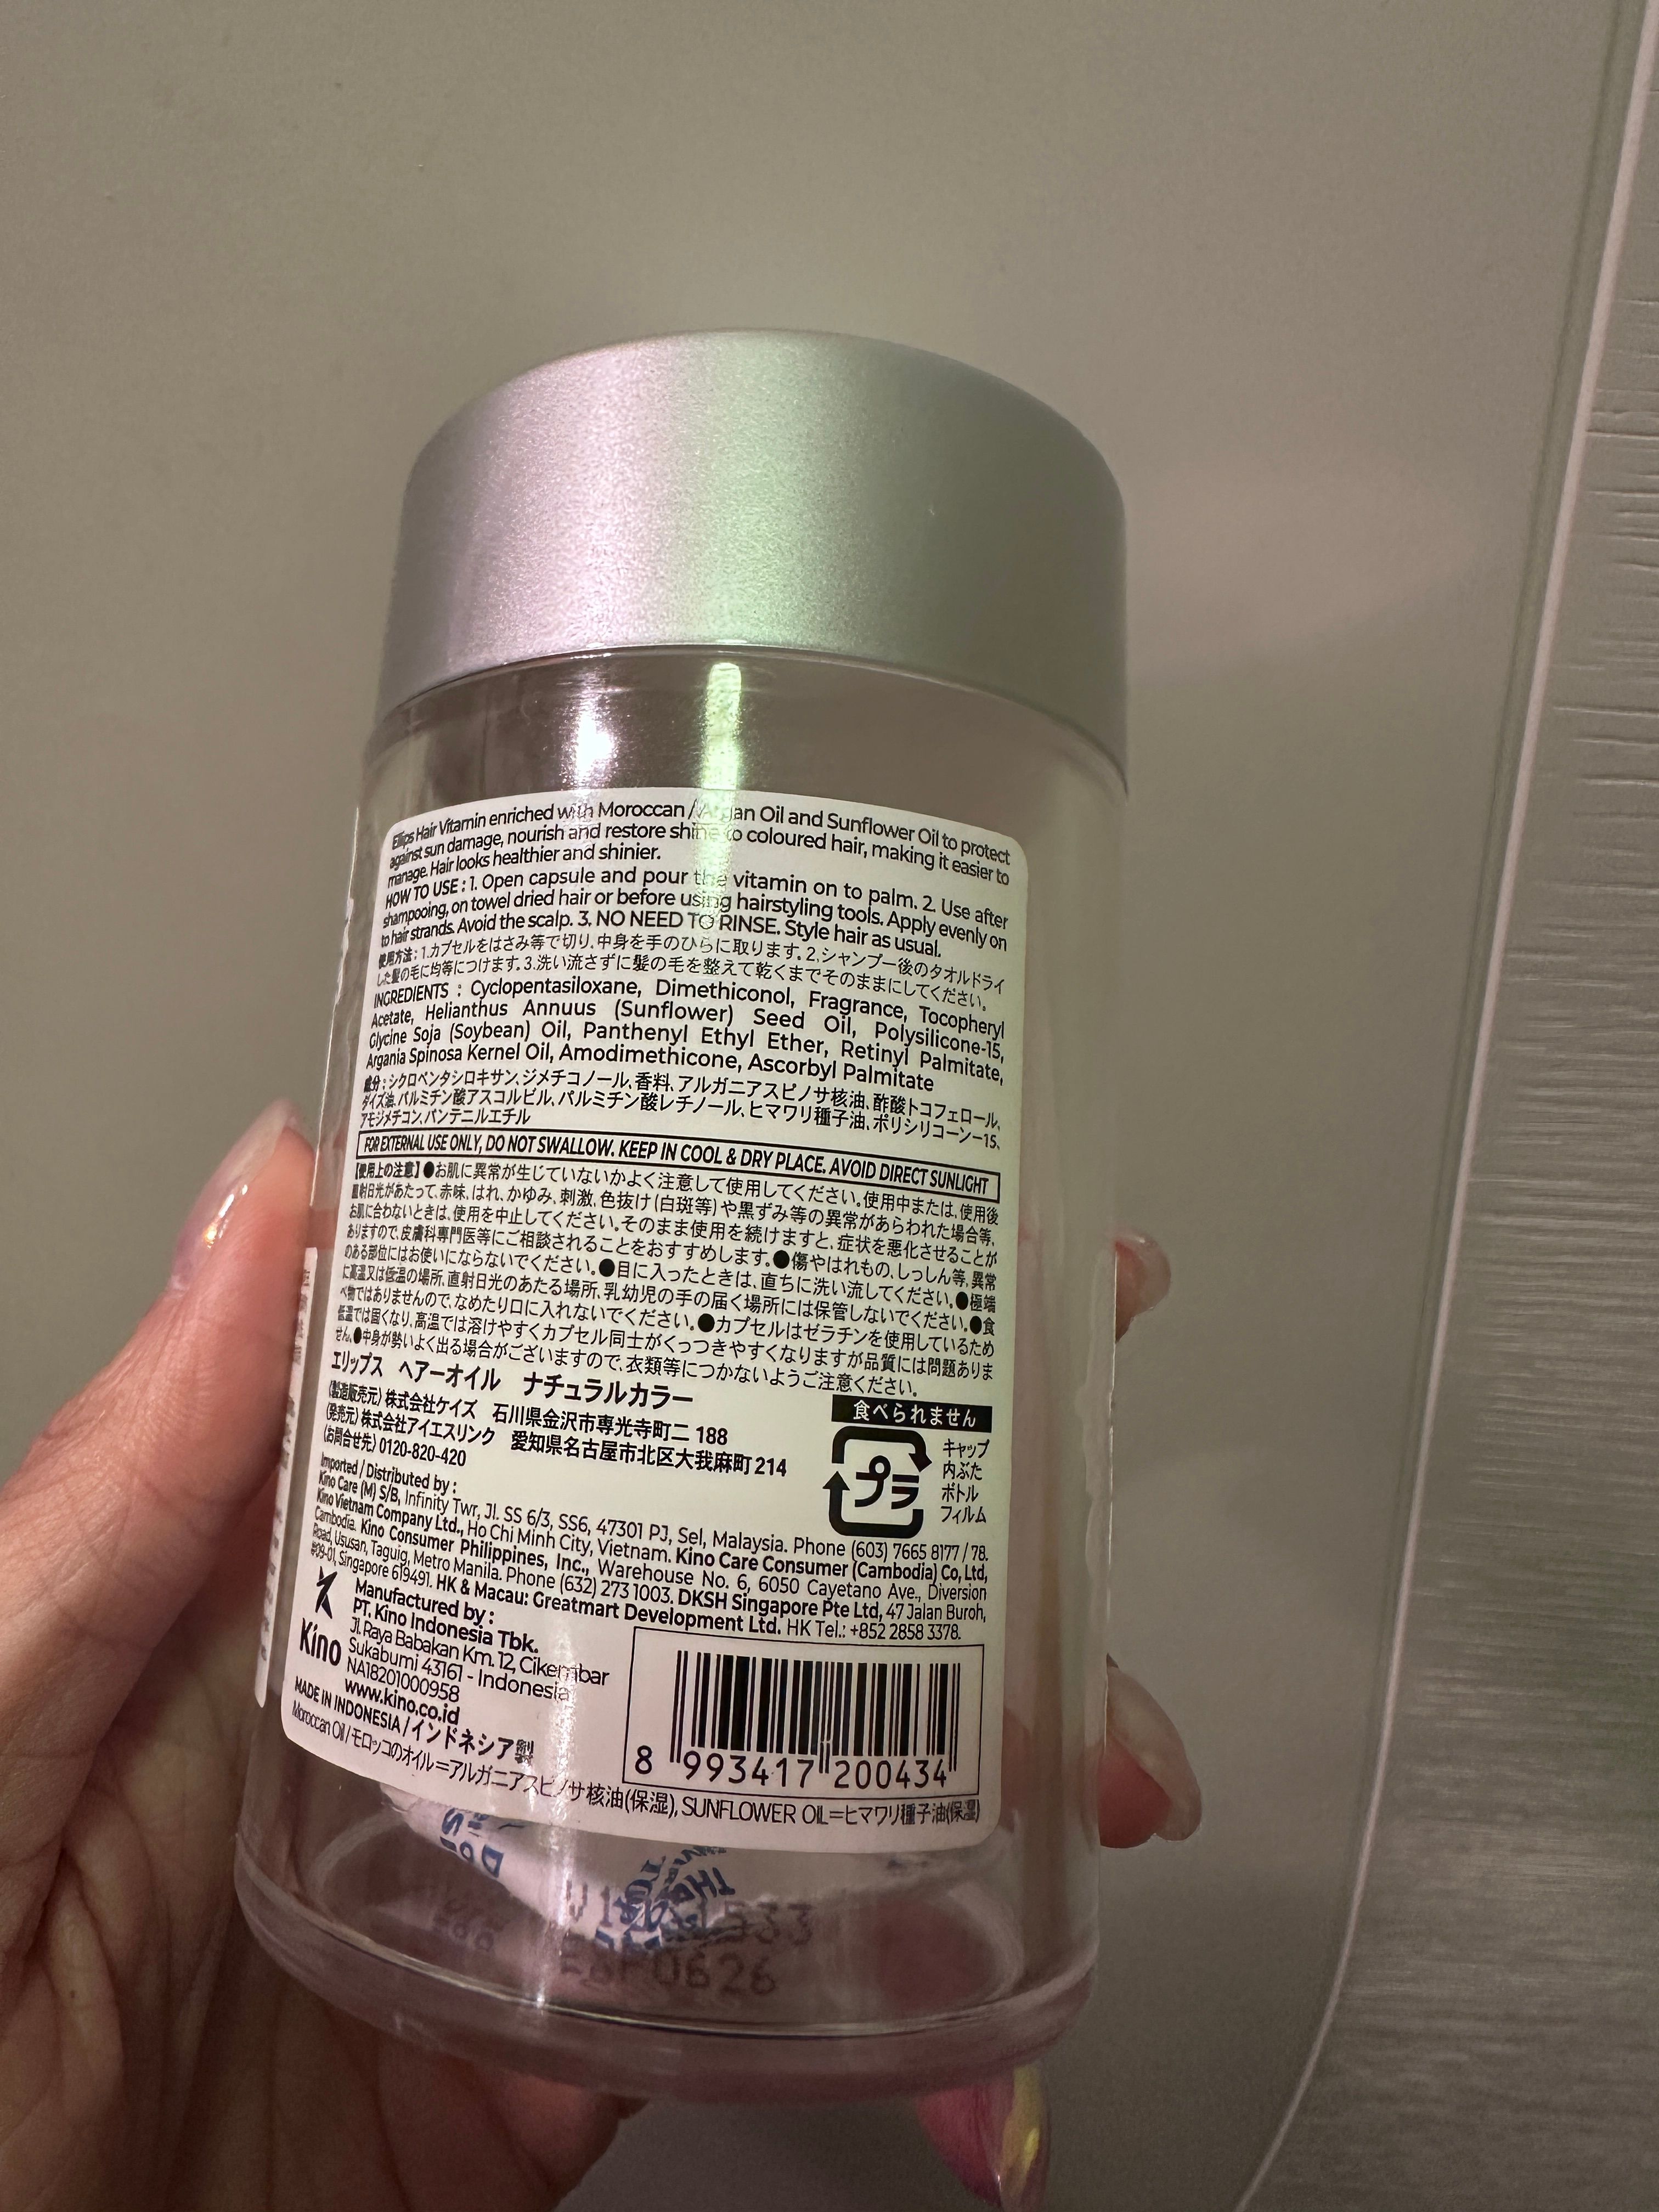 Ellips Hair Vitamin enriched with Moroccan / Argan Oil and Sunflower Oil to protect
against sun damage, nourish and restore shine to coloured hair, making it easier to
manage. Hair looks healthier and shinier.
HOW TO USE : 1. Open capsule and pour the vitamin on to palm. 2. Use after
shampooing, on towel dried hair or before using hairstyling tools. Apply evenly on
to hair strands. Avoid the scalp. 3. NO NEED TO RINSE. Style hair as usual.
使用方法：1.カプセルをはさみ等で切り、中身を手のひらに取ります。2.シャンプー後のタオルドライ
した髪の毛に均等につけます。3.洗い流さずに髪の毛を整えて乾くまでそのままにしてください。
INGREDIENTS : Cyclopentasiloxane, Dimethiconol, Fragrance, Tocopheryl
Acetate, Helianthus Annuus (Sunflower) Seed Oil, Polysilicone-15,
Glycine Soja (Soybean) Oil, Panthenyl Ethyl Ether, Retinyl Palmitate,
Argania Spinosa Kernel Oil, Amodimethicone, Ascorbyl Palmitate
成分：シクロペンタシロキサン、ジメチコノール、香料、アルガニアスピノサ核油、酢酸トコフェロール、
ダイズ油、パルミチン酸アスコルビル、パルミチン酸レチノール、ヒマワリ種子油、ポリシリコーンー15、
アモジメチコン、パンテニルエチル
FOR EXTERNAL USE ONLY, DO NOT SWALLOW. KEEP IN COOL & DRY PLACE. AVOID DIRECT SUNLIGHT
【使用上の注意】●お肌に異常が生じていないかよく注意して使用してください。使用中または、使用後
直射日光があたって、赤味、はれ、かゆみ、刺激、色抜け(白斑等)や黒ずみ等の異常があらわれた場合等、
お肌に合わないときは、使用を中止してください。そのまま使用を続けますと、症状を悪化させることが
ありますので、皮膚科専門医等にご相談されることをおすすめします。●傷やはれもの、しっしん等、異常
のある部位にはお使いにならないでください。●目に入ったときは、直ちに洗い流してください。●極端
に高温又は低温の場所、直射日光のあたる場所、乳幼児の手の届く場所には保管しないでください。●食
べ物ではありませんので、なめたり口に入れないでください。●カプセルはゼラチンを使用しているため
低温では固くなり、高温では溶けやすくカプセル同士がくっつきやすくなりますが品質には問題ありま
せん。●中身が勢いよく出る場合がございますので、衣類等につかないようご注意ください。
エリップス ヘアーオイル ナチュラルカラー
(製造販売元) 株式会社ケイズ 石川県金沢市専光寺町二 188
(発売元) 株式会社アイエスリンク 愛知県名古屋市北区大我麻町 214
(お問合せ先) 0120-820-420
食べられません
プラ
キャップ
内ぶた
ボトル
フィルム
Imported / Distributed by :
Kino Care (M) S/B, Infinity Twr, Jl. SS 6/3, SS6, 47301 PJ, Sel, Malaysia. Phone (603) 7665 8177 / 78.
Kino Vietnam Company Ltd., Ho Chi Minh City, Vietnam. Kino Care Consumer (Cambodia) Co, Ltd,
Cambodia. Kino Consumer Philippines, Inc., Warehouse No. 6, 6050 Cayetano Ave., Diversion
Road, Ususan, Taguig, Metro Manila. Phone (632) 273 1003. DKSH Singapore Pte Ltd, 47 Jalan Buroh,
#09-01, Singapore 619491. HK & Macau: Greatmart Development Ltd. HK Tel.: +852 2858 3378.
Kino
Manufactured by :
PT. Kino Indonesia Tbk.
Jl. Raya Babakan Km. 12, Cikembar
Sukabumi 43161 - Indonesia
NA18201000958
www.kino.co.id
MADE IN INDONESIA / インドネシア製
8 993417 200434
Moroccan Oil / モロッコのオイル=アルガニアスピノサ核油(保湿), SUNFLOWER OIL=ヒマワリ種子油(保湿)
0626